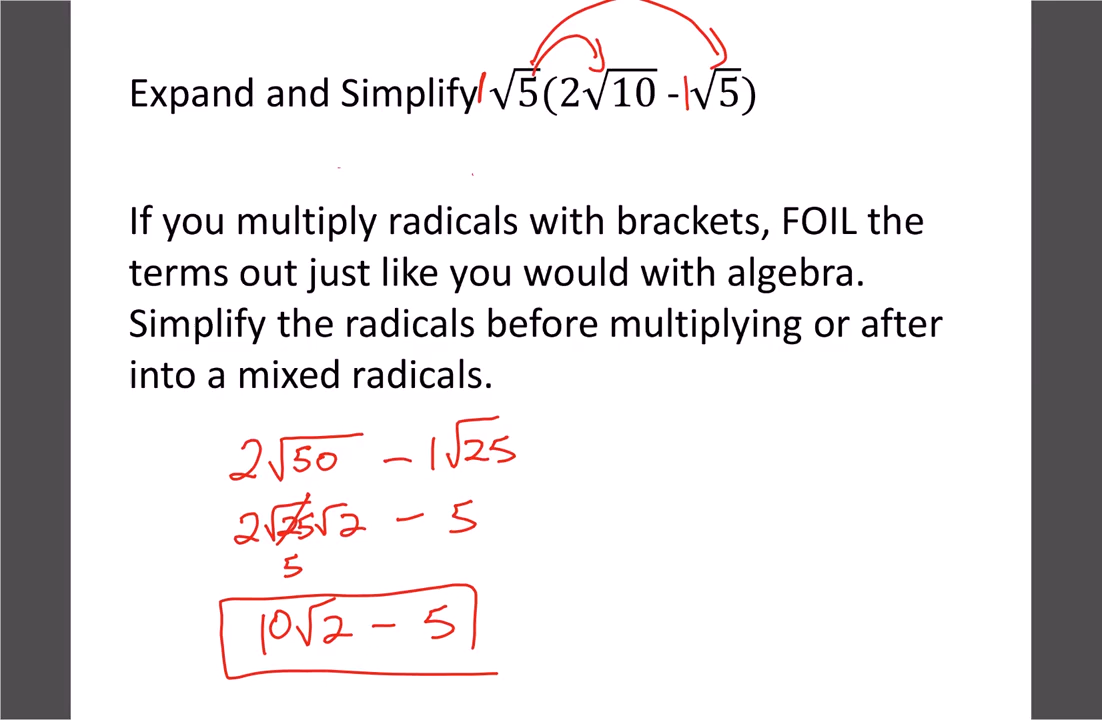 Expand and Simplify 1√5(2√10 -1√5)
If you multiply radicals with brackets, FOIL the
terms out just like you would with algebra.
Simplify the radicals before multiplying or after
into a mixed radicals.
2√50 – 1√25
2√25√2 – 5
5
10√2 – 5